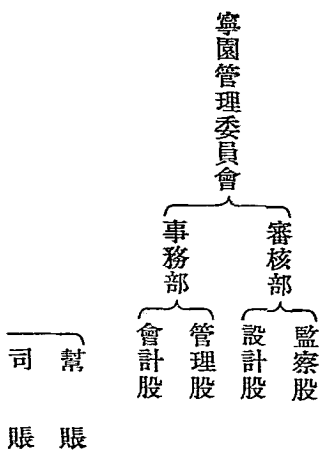 寧園管理委員會
審核部
監察股
設計股
事務部
管理股
會計股
幫賬
司賬